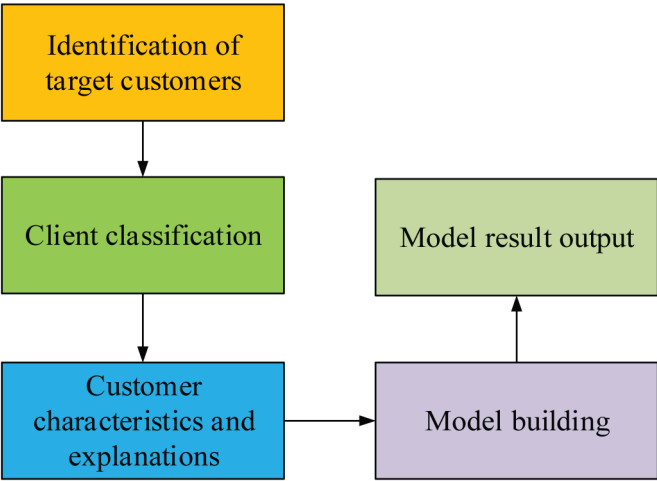 Identification of
target customers
Client classification
Customer
characteristics and
explanations
Model building
Model result output